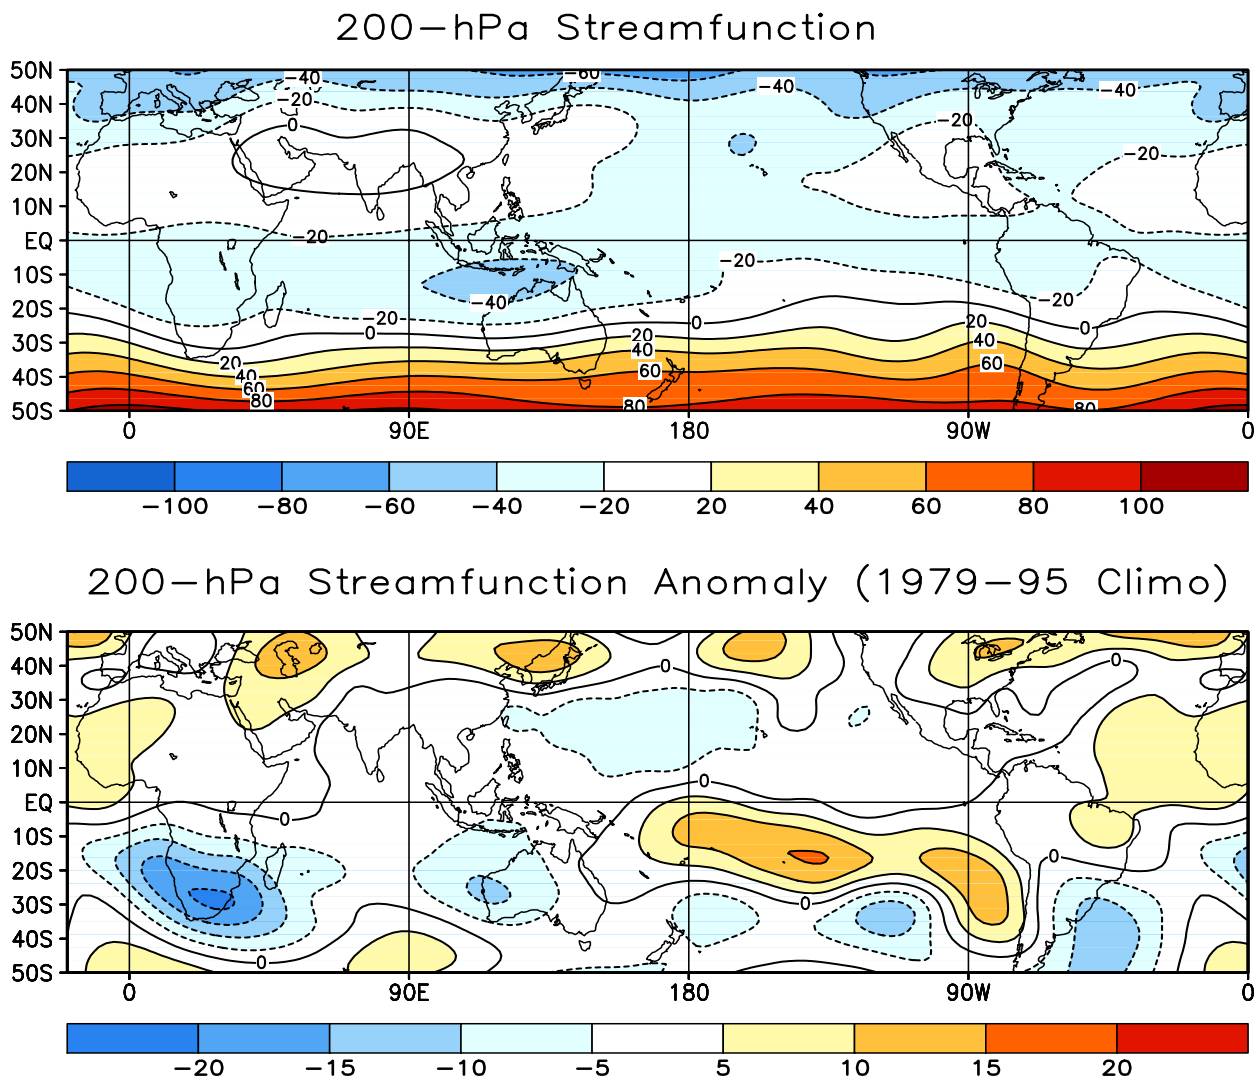 200-hPa Streamfunction
50N
40N
30N
20N
10N
EQ
10S
20S
30S
40S
50S
-40
-60
-40
-40
-20
0
-20
-20
-20
-20
-40
-20
-20
0
0
20
20
0
20
40
40
40
60
60
60
80
80
80
0 90E 180 90W 0
-100 -80 -60 -40 -20 20 40 60 80 100
200-hPa Streamfunction Anomaly (1979-95 Climo)
50N
40N
30N
20N
10N
EQ
10S
20S
30S
40S
50S
0
0
0
0
0
0
0
0 90E 180 90W 0
-20 -15 -10 -5 5 10 15 20